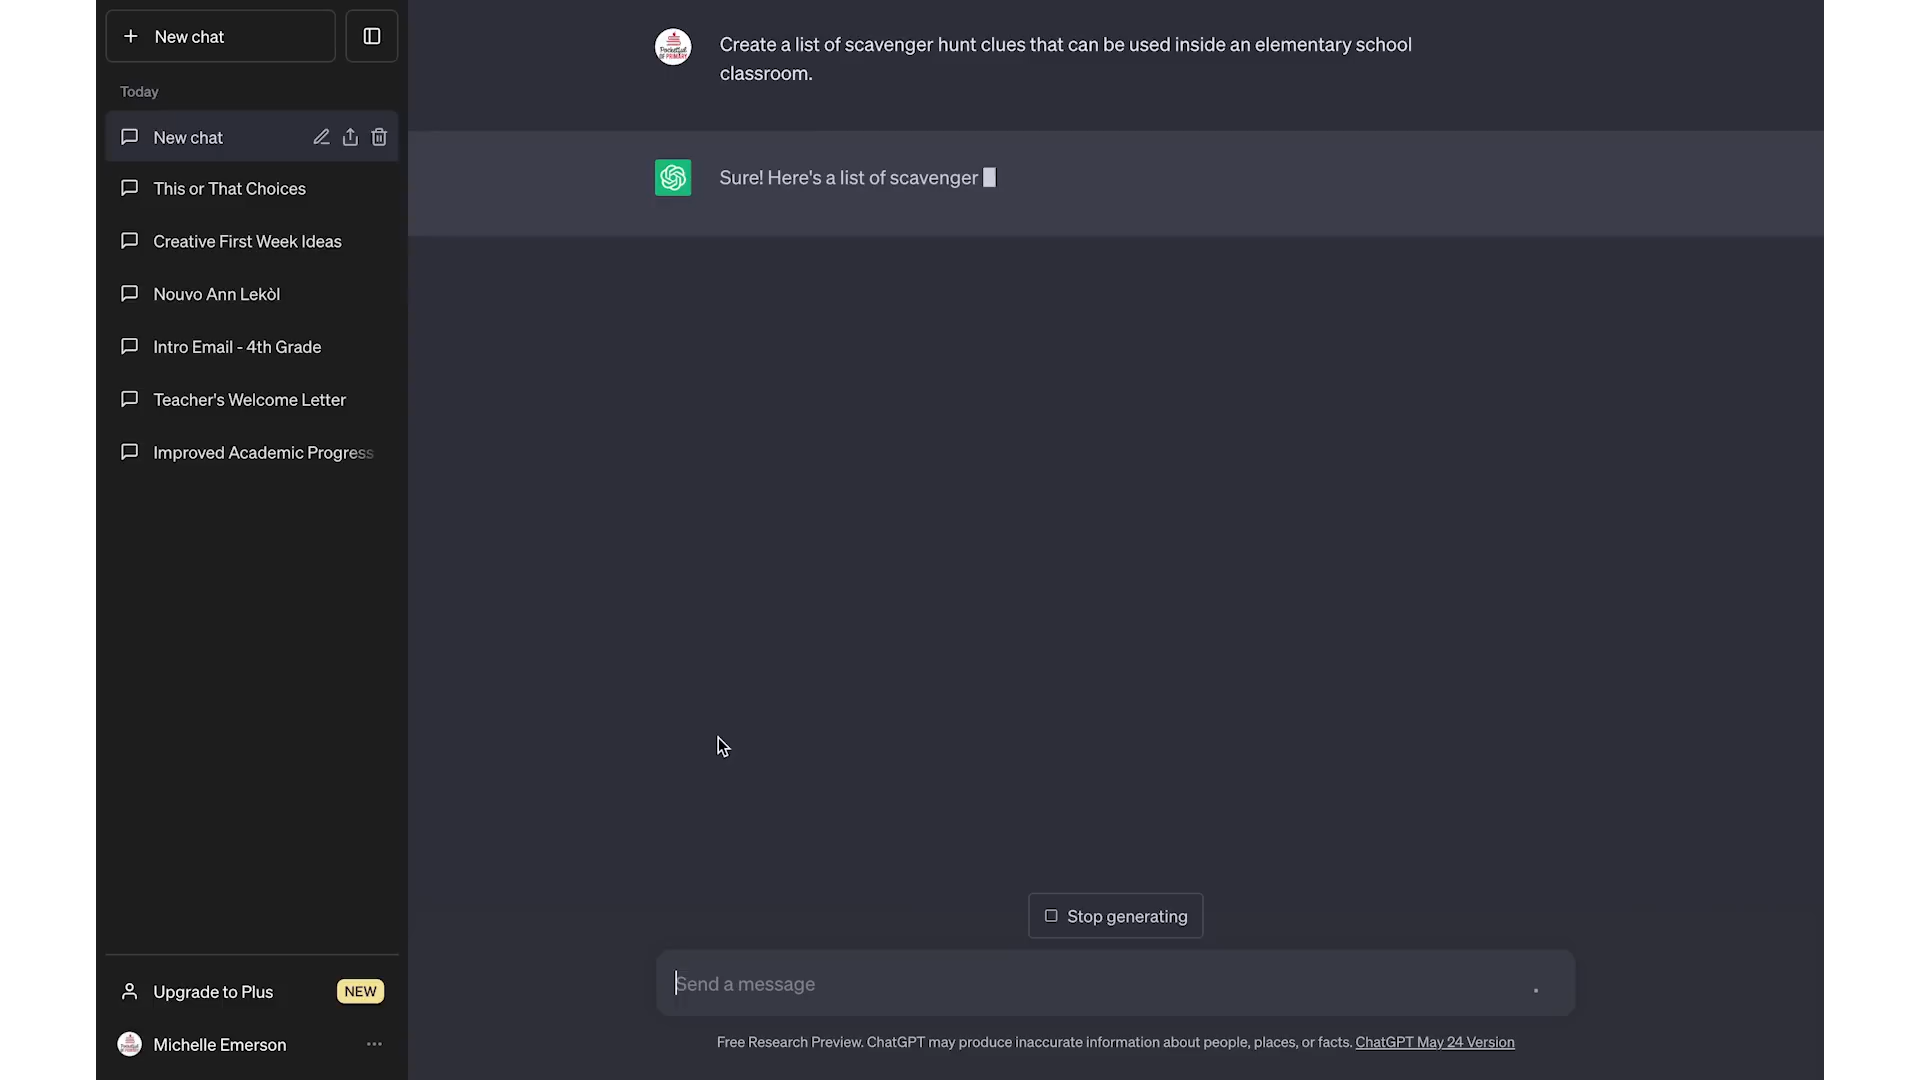 New chat
Today
New chat
This or That Choices
Creative First Week Ideas
Nouvo Ann Lekòl
Intro Email - 4th Grade
Teacher's Welcome Letter
Improved Academic Progress
Upgrade to Plus
NEW
Michelle Emerson
Pocketful
OF PRIMARY
Create a list of scavenger hunt clues that can be used inside an elementary school
classroom.
Sure! Here's a list of scavenger
Stop generating
Send a message
Free Research Preview. ChatGPT may produce inaccurate information about people, places, or facts. ChatGPT May 24 Version